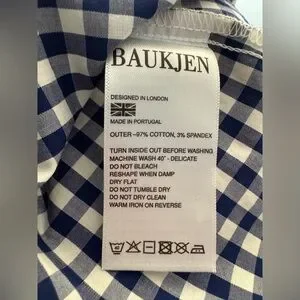 BAUKJEN
DESIGNED IN LONDON
MADE IN PORTUGAL
OUTER -97% COTTON, 3% SPANDEX
TURN INSIDE OUT BEFORE WASHING
MACHINE WASH 40° - DELICATE
DO NOT BLEACH
RESHAPE WHEN DAMP
DRY FLAT
DO NOT TUMBLE DRY
DO NOT DRY CLEAN
WARM IRON ON REVERSE